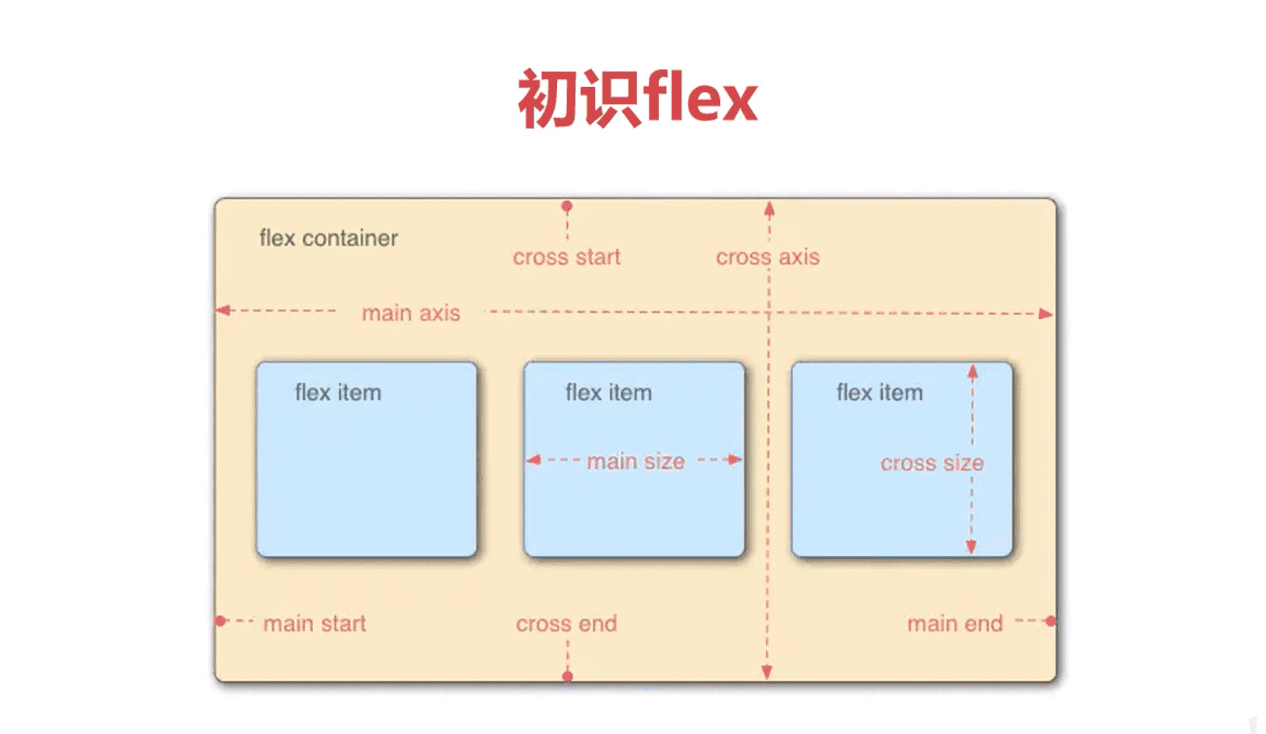 初识flex
flex container
cross start
cross axis
main axis
flex item
flex item
flex item
main size
cross size
main start
cross end
main end